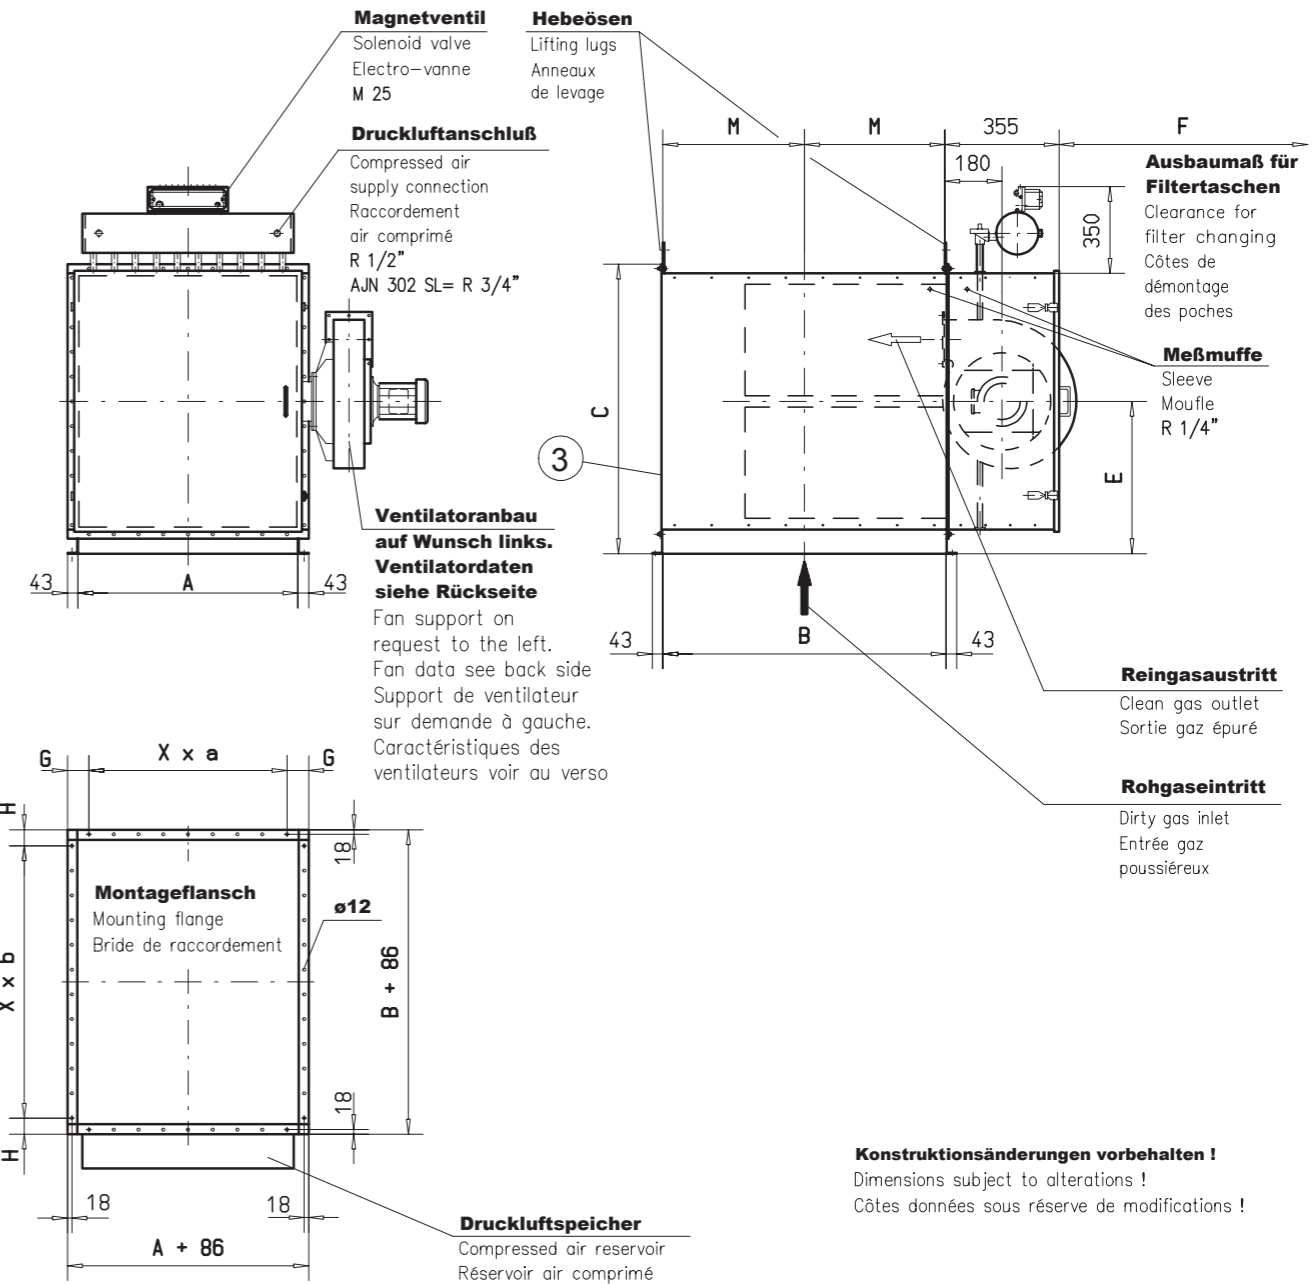 Magnetventil
Solenoid valve
Electro-vanne
M 25
Hebeösen
Lifting lugs
Anneaux
de levage
Druckluftanschluß
Compressed air
supply connection
Raccordement
air comprimé
R 1/2"
AJN 302 SL= R 3/4"
M
M
355
F
180
350
Ausbaumaß für
Filtertaschen
Clearance for
filter changing
Côtes de
démontage
des poches
Meßmuffe
Sleeve
Moufle
R 1/4"
C
3
E
43
A
43
Ventilatoranbau
auf Wunsch links.
Ventilatordaten
siehe Rückseite
Fan support on
request to the left.
Fan data see back side
Support de ventilateur
sur demande à gauche.
Caractéristiques des
ventilateurs voir au verso
43
B
43
Reingasaustritt
Clean gas outlet
Sortie gaz épuré
Rohgaseintritt
Dirty gas inlet
Entrée gaz
poussiéreux
G
X x a
G
H
18
Montageflansch
Mounting flange
Bride de raccordement
ø12
X x b
B + 86
18
H
18
18
A + 86
Druckluftspeicher
Compressed air reservoir
Réservoir air comprimé
Konstruktionsänderungen vorbehalten !
Dimensions subject to alterations !
Côtes données sous réserve de modifications !